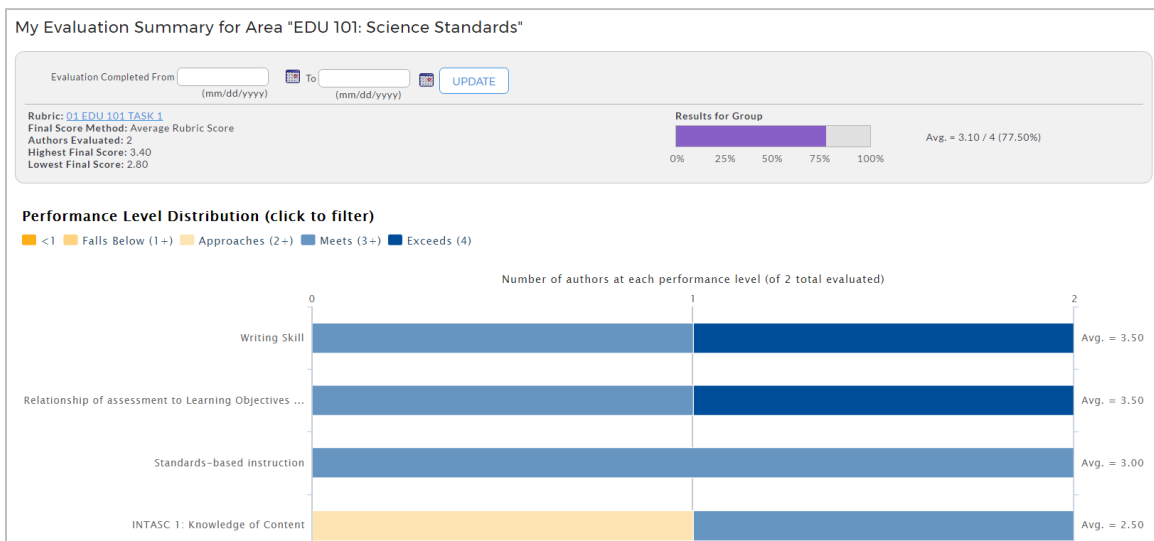 My Evaluation Summary for Area "EDU 101: Science Standards"
Evaluation Completed From To UPDATE
(mm/dd/yyyy) (mm/dd/yyyy)
Rubric: 01 EDU 101 TASK 1
Final Score Method: Average Rubric Score
Authors Evaluated: 2
Highest Final Score: 3.40
Lowest Final Score: 2.80
Results for Group
Avg. = 3.10 / 4 (77.50%)
0% 25% 50% 75% 100%
Performance Level Distribution (click to filter)
<1 Falls Below (1+) Approaches (2+) Meets (3+) Exceeds (4)
Number of authors at each performance level (of 2 total evaluated)
0 1 2
Writing Skill Avg. = 3.50
Relationship of assessment to Learning Objectives ... Avg. = 3.50
Standards-based instruction Avg. = 3.00
INTASC 1: Knowledge of Content Avg. = 2.50